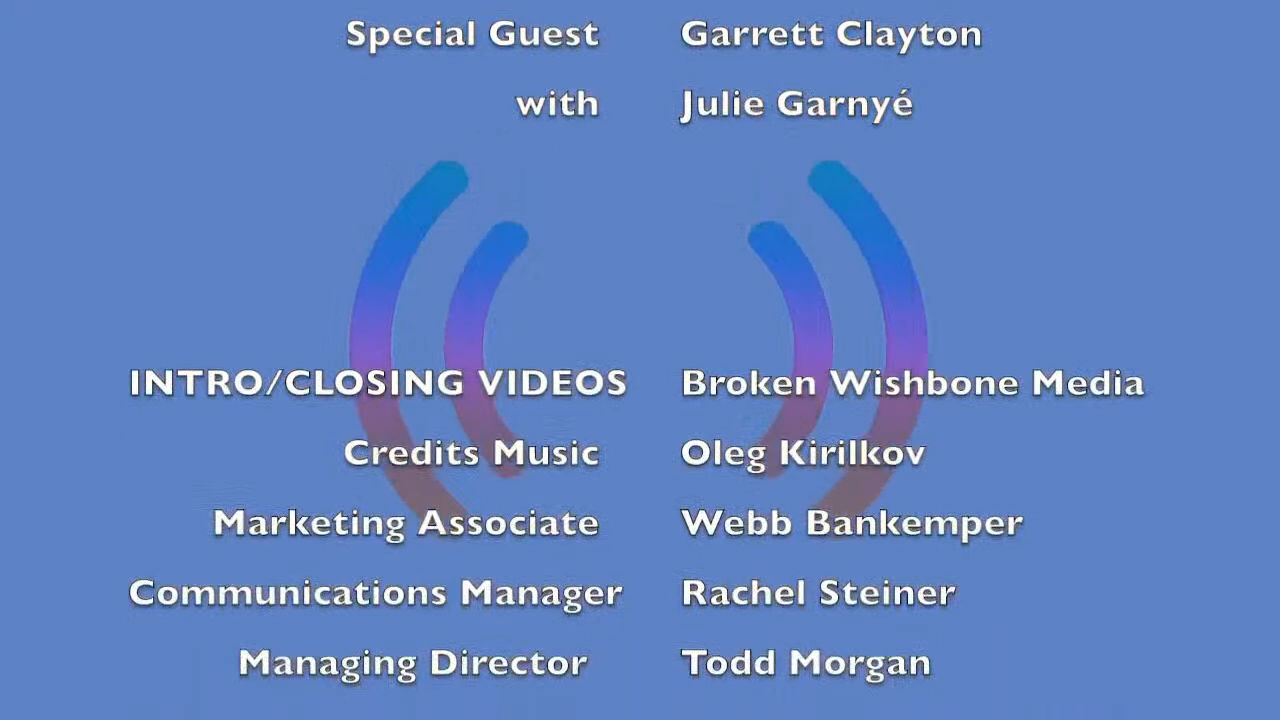 Special Guest Garrett Clayton
with Julie Garnyé
INTRO/CLOSING VIDEOS Broken Wishbone Media
Credits Music Oleg Kirilkov
Marketing Associate Webb Bankemper
Communications Manager Rachel Steiner
Managing Director Todd Morgan